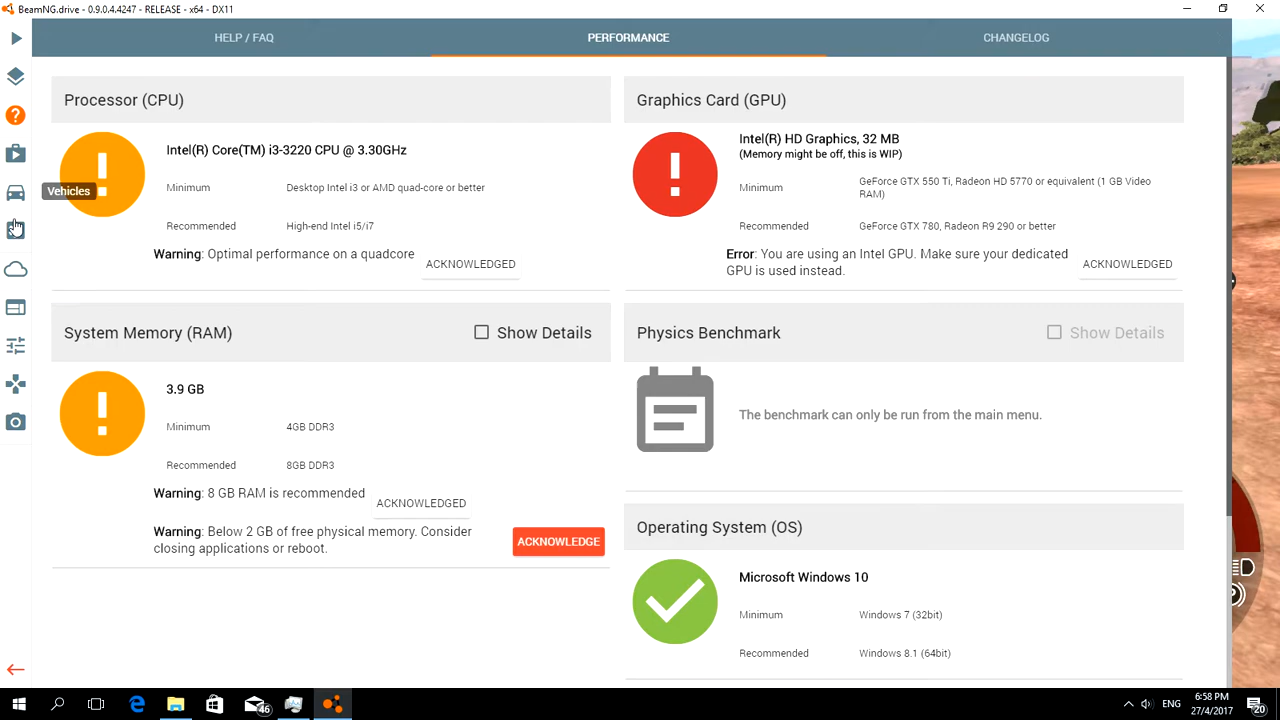 BeamNG.drive - 0.9.0.4.4247 - RELEASE - x64 - DX11
HELP / FAQ
PERFORMANCE
CHANGELOG
Processor (CPU)
Intel(R) Core(TM) i3-3220 CPU @ 3.30GHz
Minimum
Desktop Intel i3 or AMD quad-core or better
Recommended
High-end Intel i5/i7
Warning: Optimal performance on a quadcore
ACKNOWLEDGED
Vehicles
Graphics Card (GPU)
Intel(R) HD Graphics, 32 MB
(Memory might be off, this is WIP)
Minimum
GeForce GTX 550 Ti, Radeon HD 5770 or equivalent (1 GB Video
RAM)
Recommended
GeForce GTX 780, Radeon R9 290 or better
Error: You are using an Intel GPU. Make sure your dedicated
GPU is used instead.
ACKNOWLEDGED
System Memory (RAM)
Show Details
3.9 GB
Minimum
4GB DDR3
Recommended
8GB DDR3
Warning: 8 GB RAM is recommended
ACKNOWLEDGED
Warning: Below 2 GB of free physical memory. Consider
closing applications or reboot.
ACKNOWLEDGE
Physics Benchmark
Show Details
The benchmark can only be run from the main menu.
Operating System (OS)
Microsoft Windows 10
Minimum
Windows 7 (32bit)
Recommended
Windows 8.1 (64bit)
46
ENG
6:58 PM
27/4/2017
20